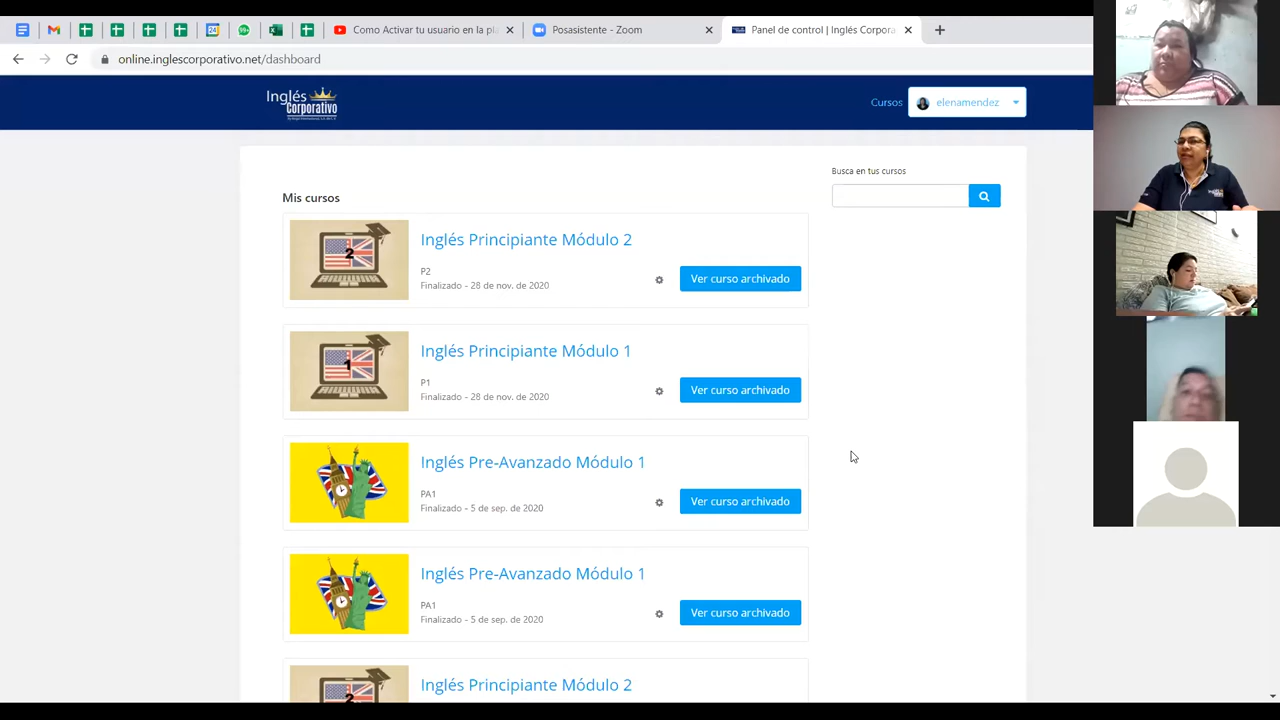 Como Activar tu usuario en la pl
Posasistente - Zoom
Panel de control | Inglés Corpora
online.inglescorporativo.net/dashboard
Inglés
Corporativo
Cursos
elenamendez
Busca en tus cursos
Mis cursos
2
Inglés Principiante Módulo 2
P2
Finalizado - 28 de nov. de 2020
Ver curso archivado
1
Inglés Principiante Módulo 1
P1
Finalizado - 28 de nov. de 2020
Ver curso archivado
Inglés Pre-Avanzado Módulo 1
PA1
Finalizado - 5 de sep. de 2020
Ver curso archivado
Inglés Pre-Avanzado Módulo 1
PA1
Finalizado - 5 de sep. de 2020
Ver curso archivado
2
Inglés Principiante Módulo 2